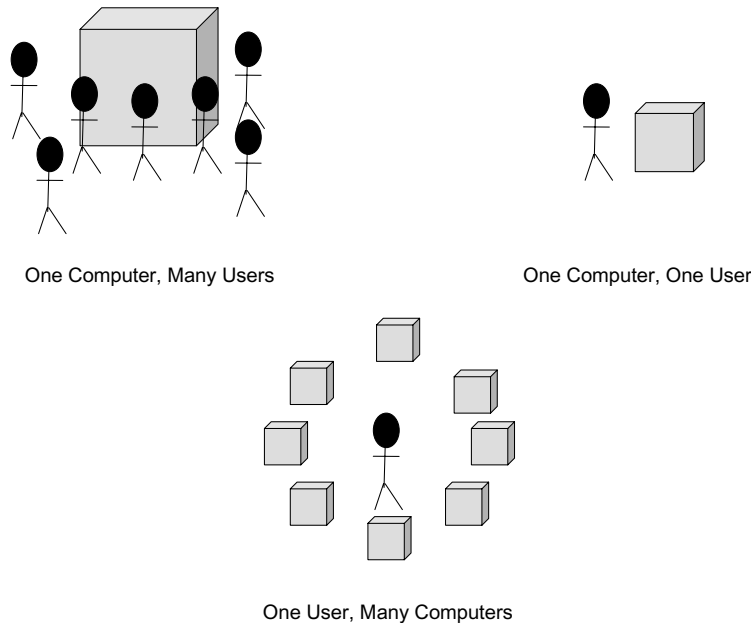 One Computer, Many Users
One Computer, One User
One User, Many Computers